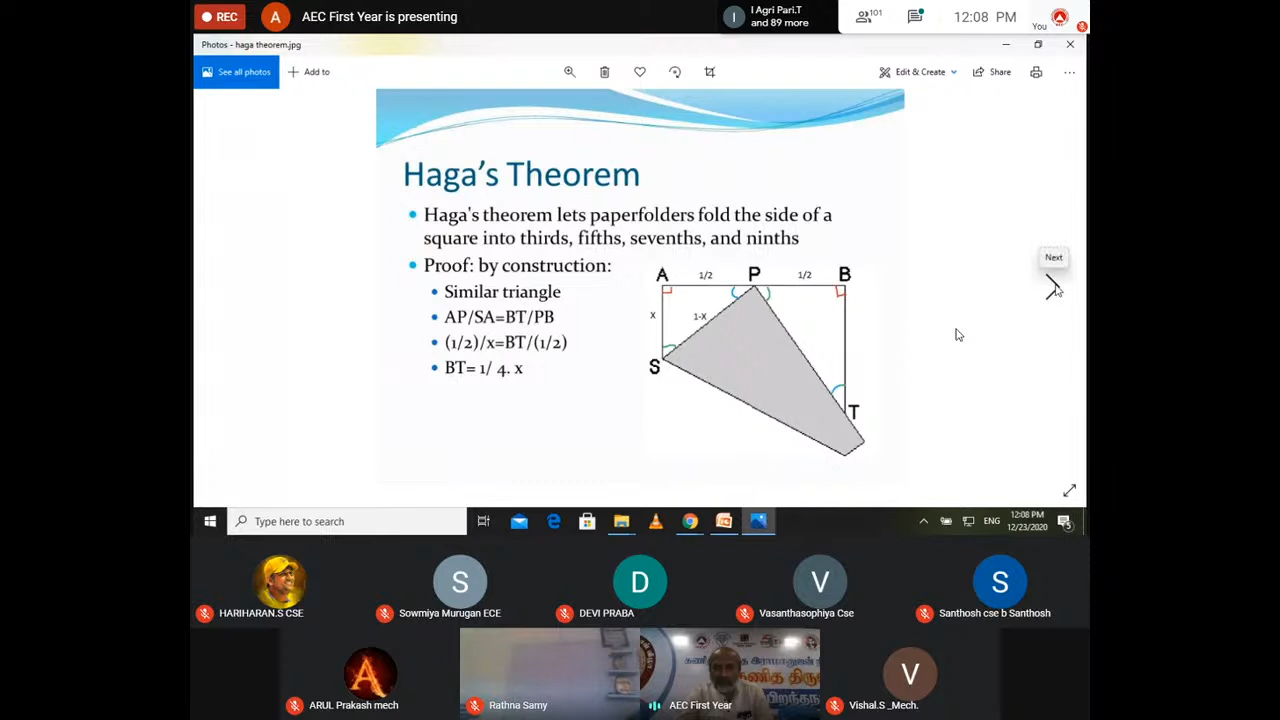 REC
A
AEC First Year is presenting
I
I Agri Pari.T
and 89 more
101
12:08 PM
You
Photos - haga theorem.jpg
See all photos
Add to
Edit & Create
Share
Haga's Theorem
Haga's theorem lets paperfolders fold the side of a
square into thirds, fifths, sevenths, and ninths
Proof: by construction:
Similar triangle
AP/SA=BT/PB
(1/2)/x=BT/(1/2)
BT= 1/ 4. x
A 1/2 P 1/2 B
x
1-X
S
T
Next
Type here to search
ENG
12:08 PM
12/23/2020
5
HARIHARAN.S CSE
S
Sowmiya Murugan ECE
D
DEVI PRABA
V
Vasanthasophiya Cse
S
Santhosh cse b Santhosh
ARUL Prakash mech
Rathna Samy
AEC First Year
V
Vishal.S _Mech.